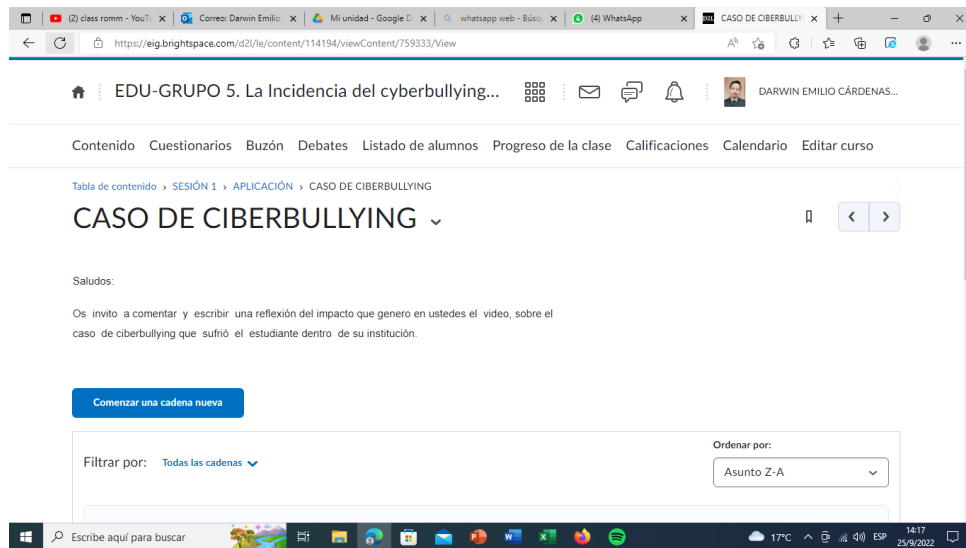 (2) class romm - YouTu
Correo: Darwin Emilio
Mi unidad - Google D
whatsapp web - Búsq
(4) WhatsApp
CASO DE CIBERBULLY
https://eig.brightspace.com/d2l/le/content/114194/viewContent/759333/View
EDU-GRUPO 5. La Incidencia del cyberbullying...
DARWIN EMILIO CÁRDENAS...
Contenido Cuestionarios Buzón Debates Listado de alumnos Progreso de la clase Calificaciones Calendario Editar curso
Tabla de contenido › SESIÓN 1 › APLICACIÓN › CASO DE CIBERBULLYING
CASO DE CIBERBULLYING
Saludos:
Os invito a comentar y escribir una reflexión del impacto que genero en ustedes el video, sobre el
caso de ciberbullying que sufrió el estudiante dentro de su institución.
Comenzar una cadena nueva
Ordenar por:
Filtrar por: Todas las cadenas
Asunto Z-A
Escribe aquí para buscar
17°C
ESP
14:17
25/9/2022